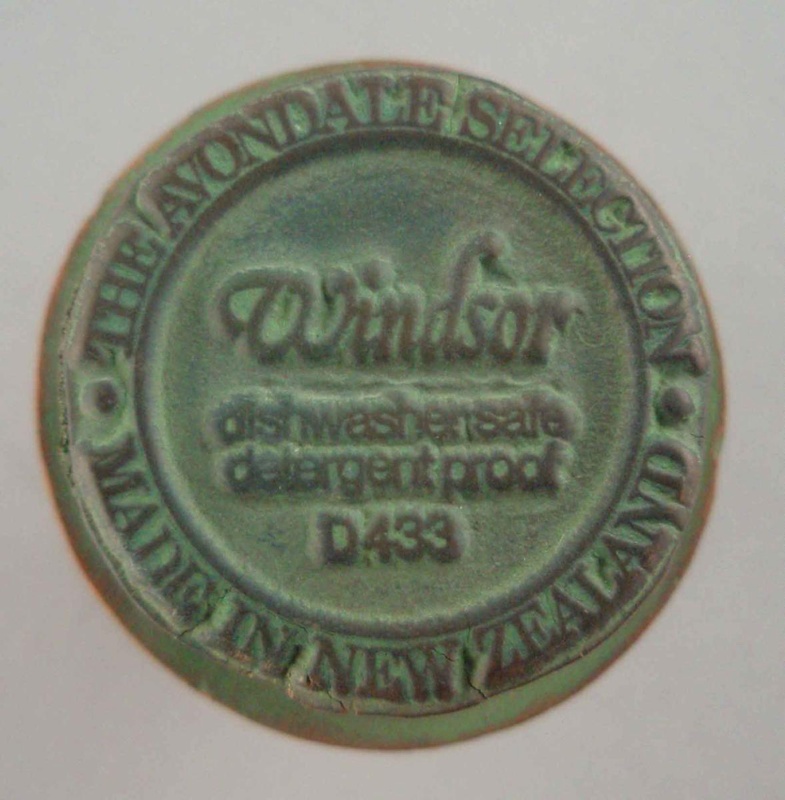 THE AVONDALE SELECTION
Windsor
dishwasher safe
detergent proof
D433
MADE IN NEW ZEALAND